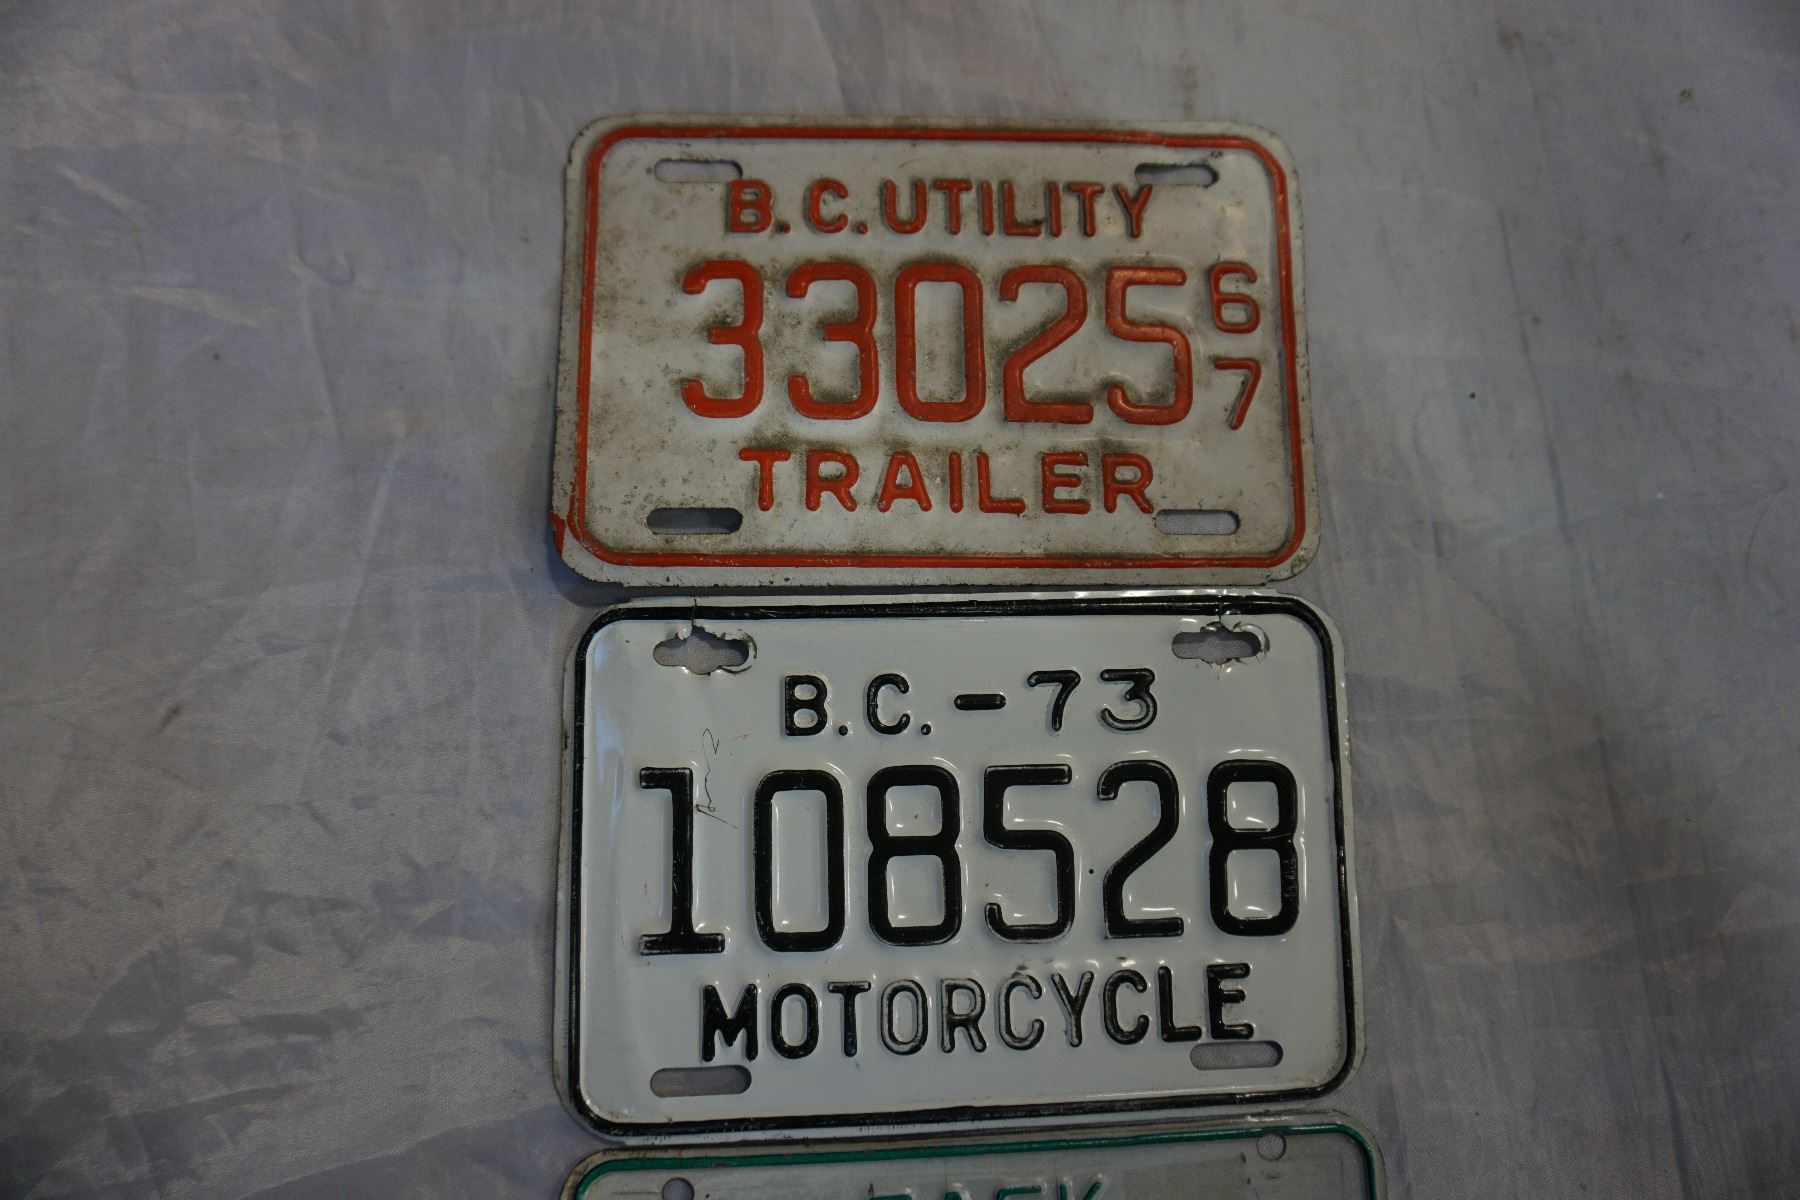 B.C. UTILITY
33025 67
TRAILER
B.C. - 73
108528
MOTORCYCLE